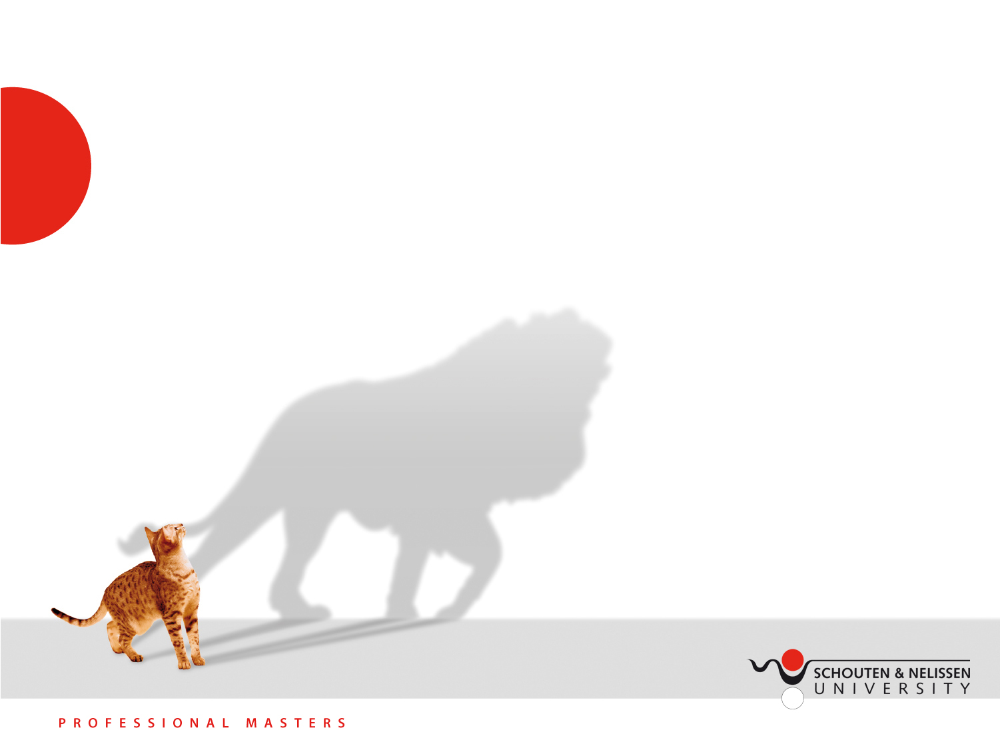 SCHOUTEN & NELISSEN
UNIVERSITY
PROFESSIONAL MASTERS